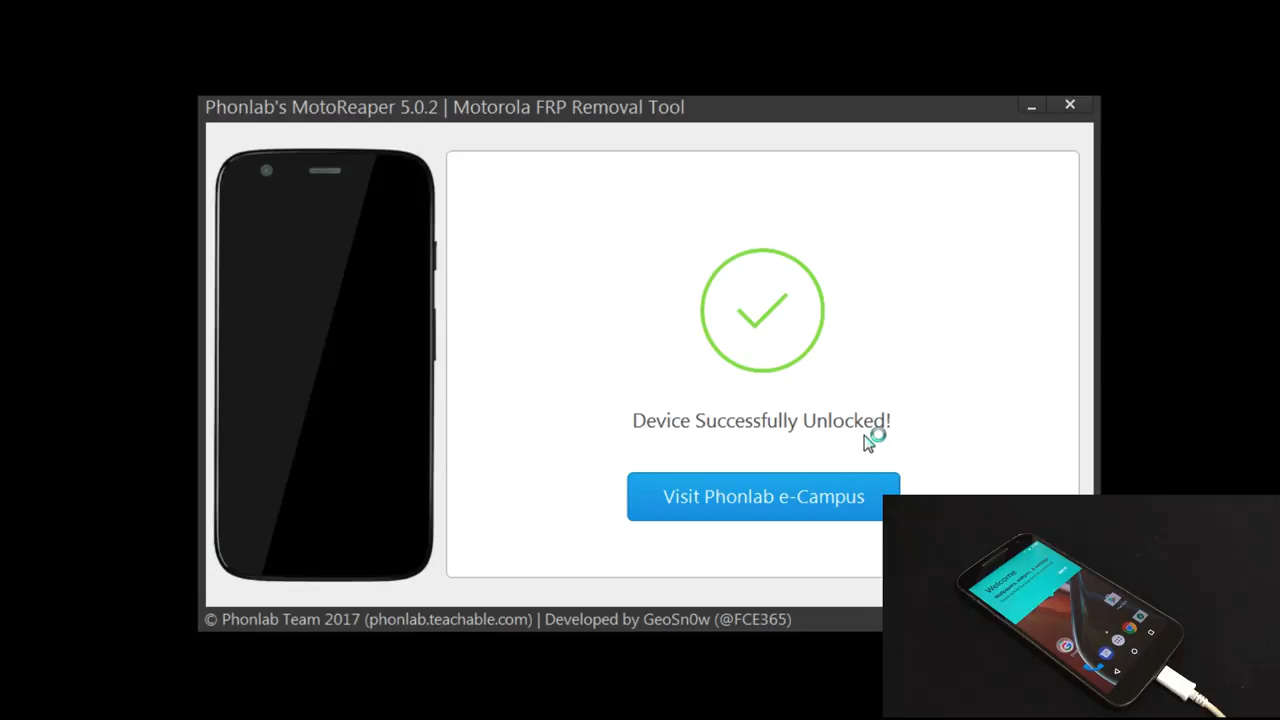 Phonlab's MotoReaper 5.0.2 | Motorola FRP Removal Tool
Device Successfully Unlocked!
Visit Phonlab e-Campus
Welcome
© Phonlab Team 2017 (phonlab.teachable.com) | Developed by GeoSn0w (@FCE365)